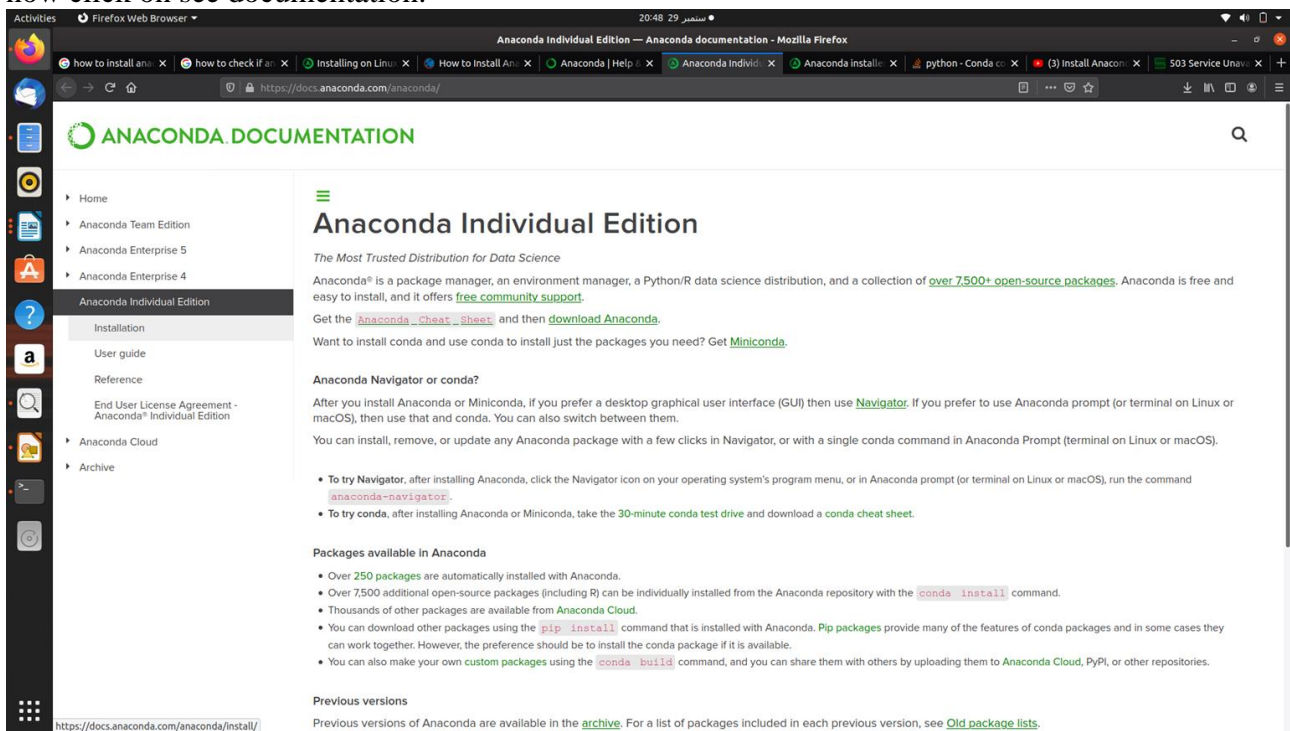 now click on see documentation.
Activities Firefox Web Browser 20:48 29 سبتمبر
Anaconda Individual Edition — Anaconda documentation - Mozilla Firefox
how to install ana how to check if an Installing on Linu How to Install Ana Anaconda | Help & Anaconda Individu Anaconda installe python - Conda co (3) Install Anacon 503 Service Unava
https://docs.anaconda.com/anaconda/
ANACONDA.DOCUMENTATION
Home
Anaconda Team Edition
Anaconda Enterprise 5
Anaconda Enterprise 4
Anaconda Individual Edition
Installation
User guide
Reference
End User License Agreement -
Anaconda® Individual Edition
Anaconda Cloud
Archive
Anaconda Individual Edition
The Most Trusted Distribution for Data Science
Anaconda® is a package manager, an environment manager, a Python/R data science distribution, and a collection of over 7,500+ open-source packages. Anaconda is free and
easy to install, and it offers free community support.
Get the Anaconda Cheat Sheet and then download Anaconda.
Want to install conda and use conda to install just the packages you need? Get Miniconda.
Anaconda Navigator or conda?
After you install Anaconda or Miniconda, if you prefer a desktop graphical user interface (GUI) then use Navigator. If you prefer to use Anaconda prompt (or terminal on Linux or
macOS), then use that and conda. You can also switch between them.
You can install, remove, or update any Anaconda package with a few clicks in Navigator, or with a single conda command in Anaconda Prompt (terminal on Linux or macOS).
• To try Navigator, after installing Anaconda, click the Navigator icon on your operating system's program menu, or in Anaconda prompt (or terminal on Linux or macOS), run the command
anaconda-navigator.
• To try conda, after installing Anaconda or Miniconda, take the 30-minute conda test drive and download a conda cheat sheet.
Packages available in Anaconda
• Over 250 packages are automatically installed with Anaconda.
• Over 7,500 additional open-source packages (including R) can be individually installed from the Anaconda repository with the conda install command.
• Thousands of other packages are available from Anaconda Cloud.
• You can download other packages using the pip install command that is installed with Anaconda. Pip packages provide many of the features of conda packages and in some cases they
can work together. However, the preference should be to install the conda package if it is available.
• You can also make your own custom packages using the conda build command, and you can share them with others by uploading them to Anaconda Cloud, PyPI, or other repositories.
Previous versions
Previous versions of Anaconda are available in the archive. For a list of packages included in each previous version, see Old package lists.
https://docs.anaconda.com/anaconda/install/